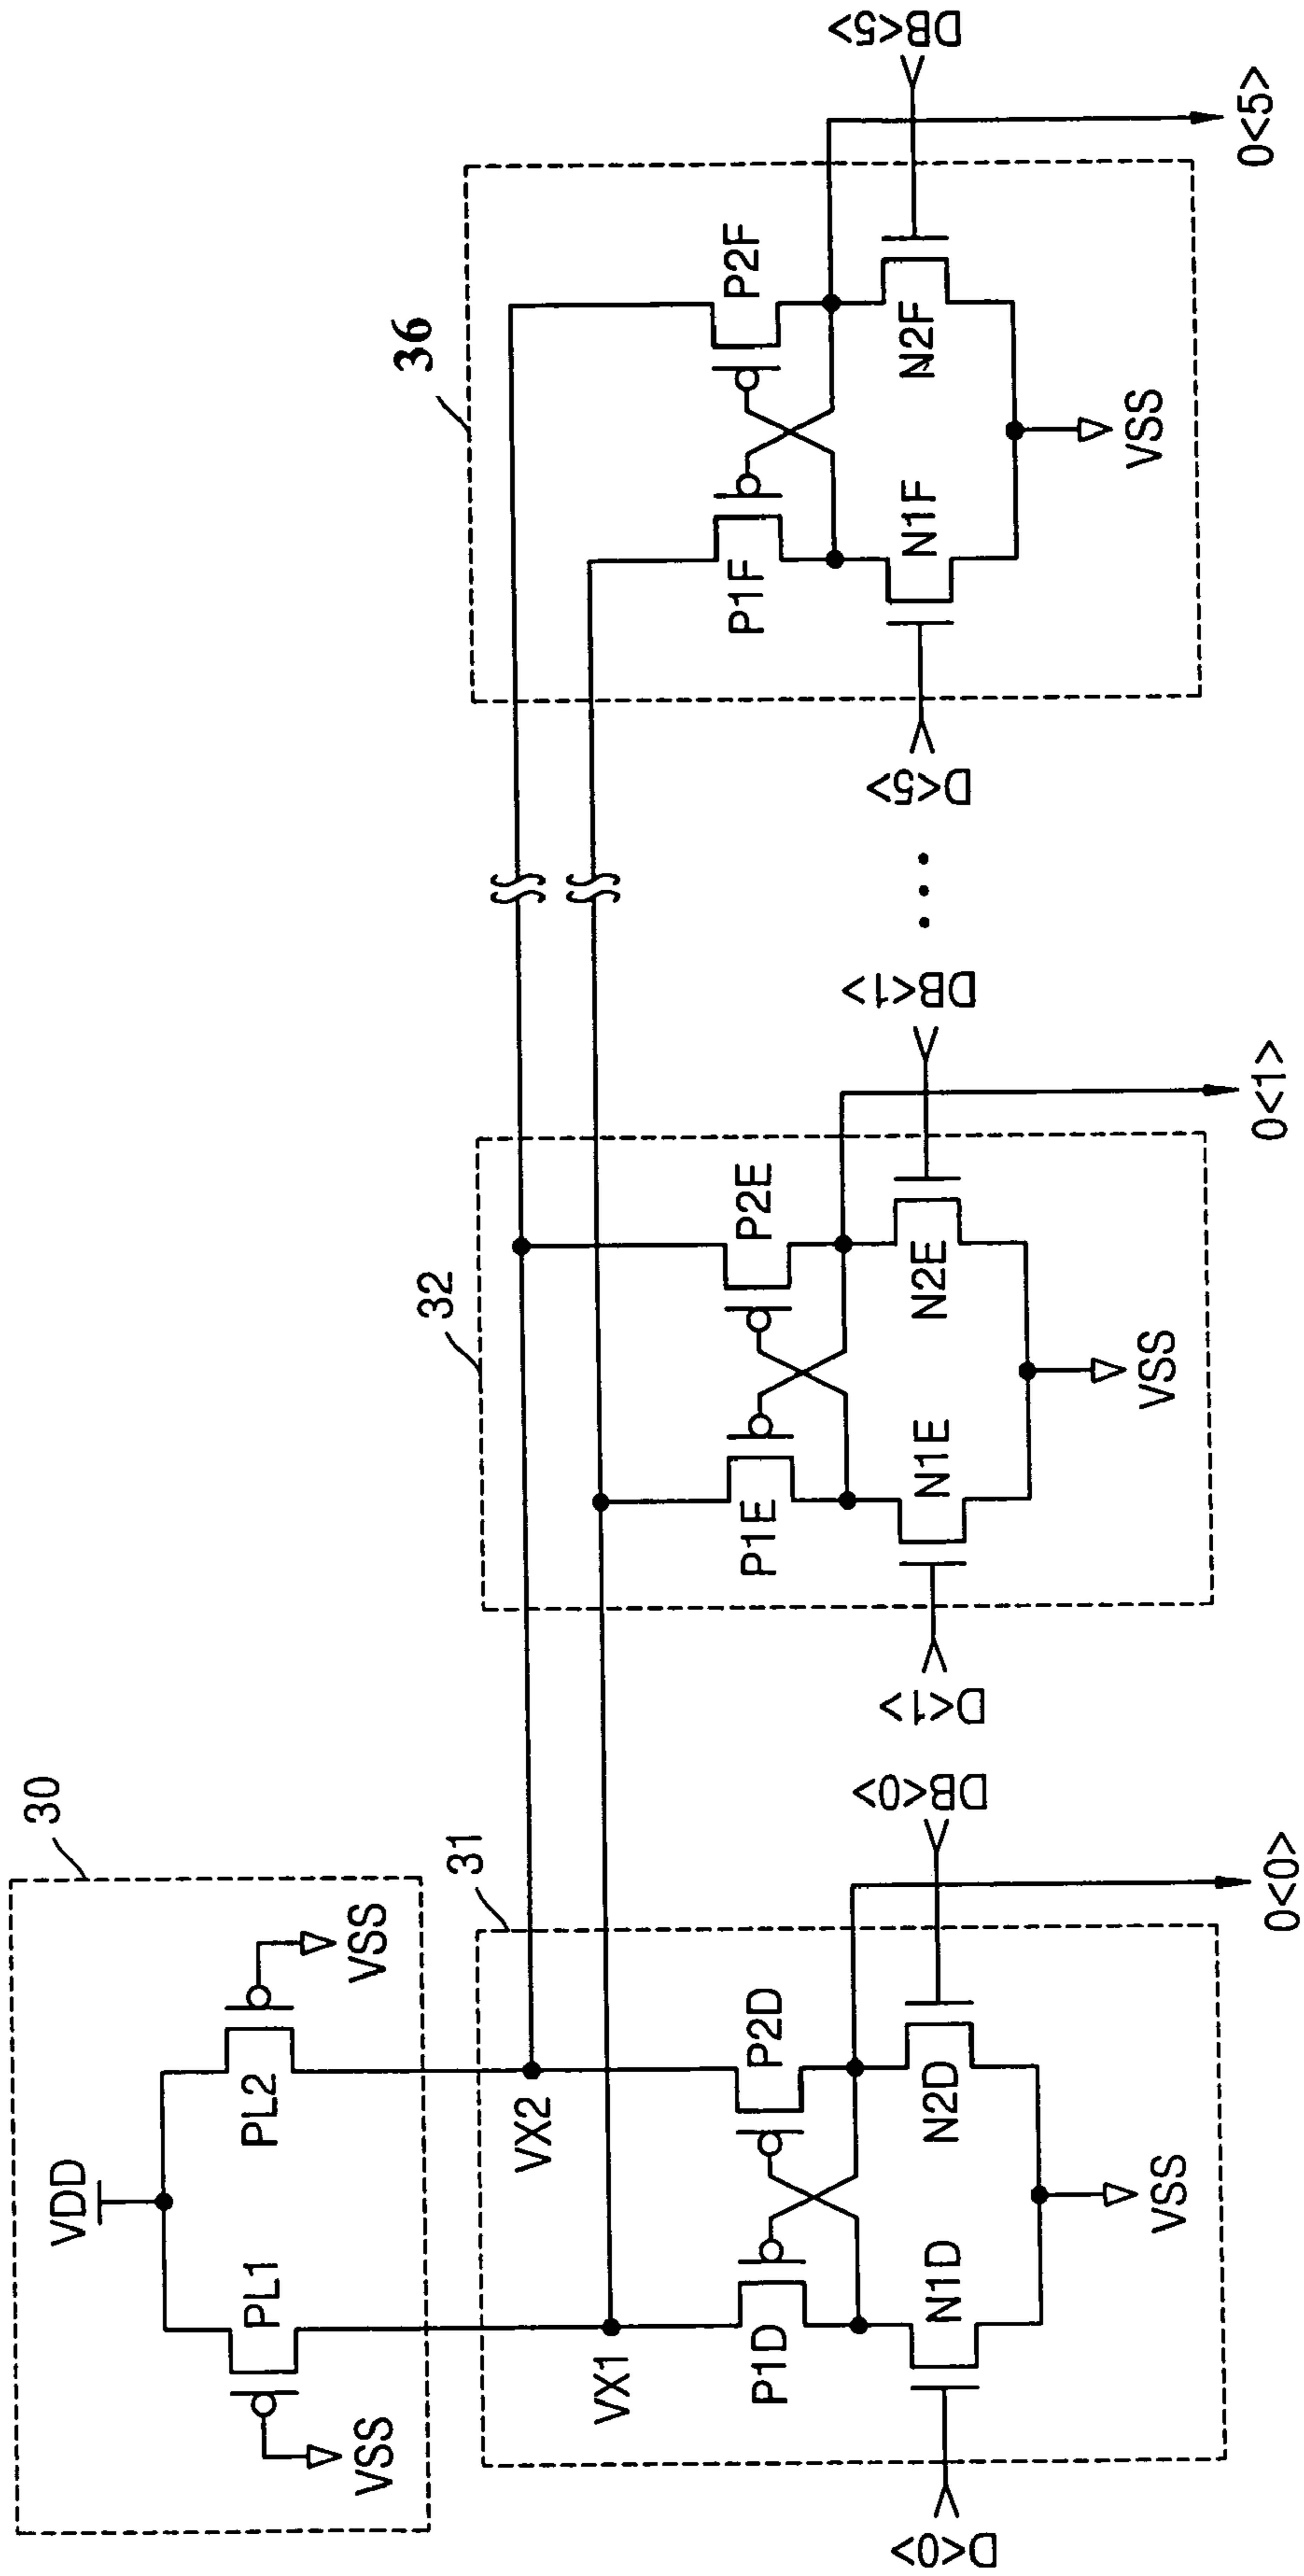 30
VDD
PL1
PL2
VSS
VSS
31
32
36
VX1
VX2
P1D
P2D
N1D
N2D
D<0>
DB<0>
VSS
0<0>
P1E
P2E
N1E
N2E
D<1>
DB<1>
VSS
0<1>
P1F
P2F
N1F
N2F
D<5>
DB<5>
VSS
0<5>